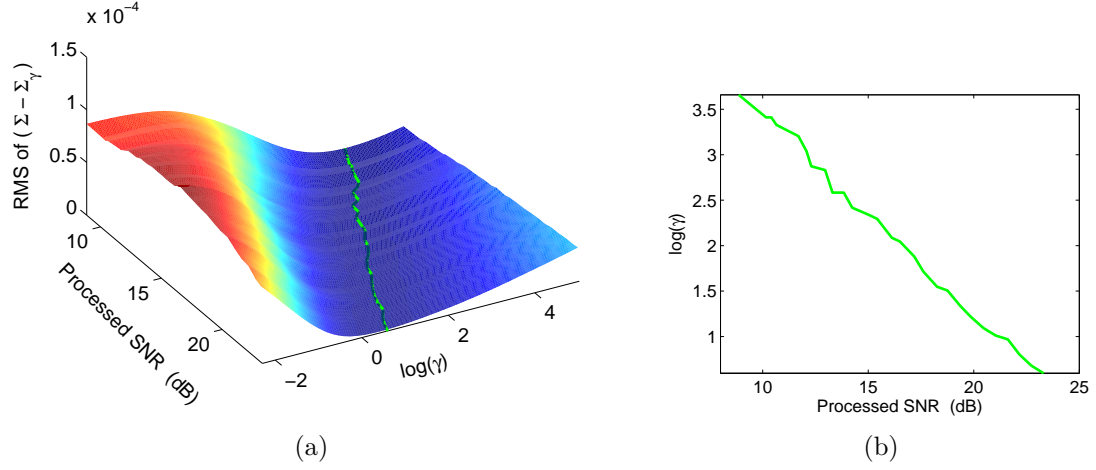 x 10⁻⁴
1.5
1
0.5
0
RMS of ( Σ − Σ_γ )
10
15
20
Processed SNR (dB)
−2
0
2
4
log(γ)
(a)
3.5
3
2.5
2
1.5
1
log(γ)
10
15
20
25
Processed SNR (dB)
(b)